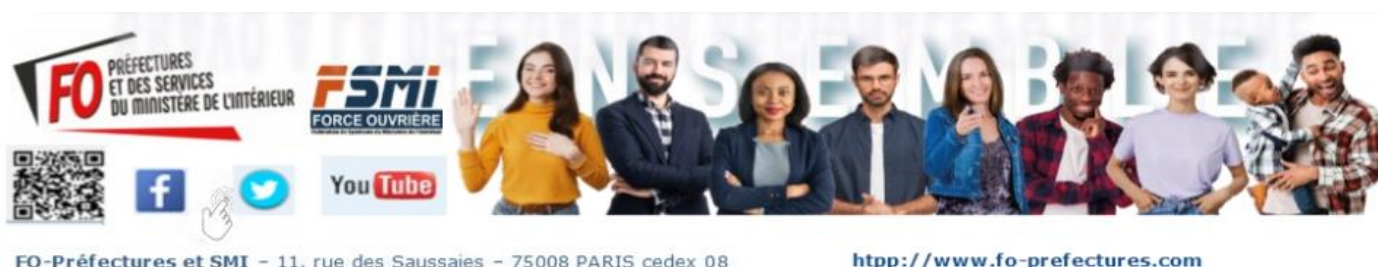 ENSEMBLE
FO PRÉFECTURES
ET DES SERVICES
DU MINISTÈRE DE L'INTÉRIEUR
FSMi
FORCE OUVRIÈRE
f
You Tube
FO-Préfectures et SMI – 11, rue des Saussaies – 75008 PARIS cedex 08 htpp://www.fo-prefectures.com